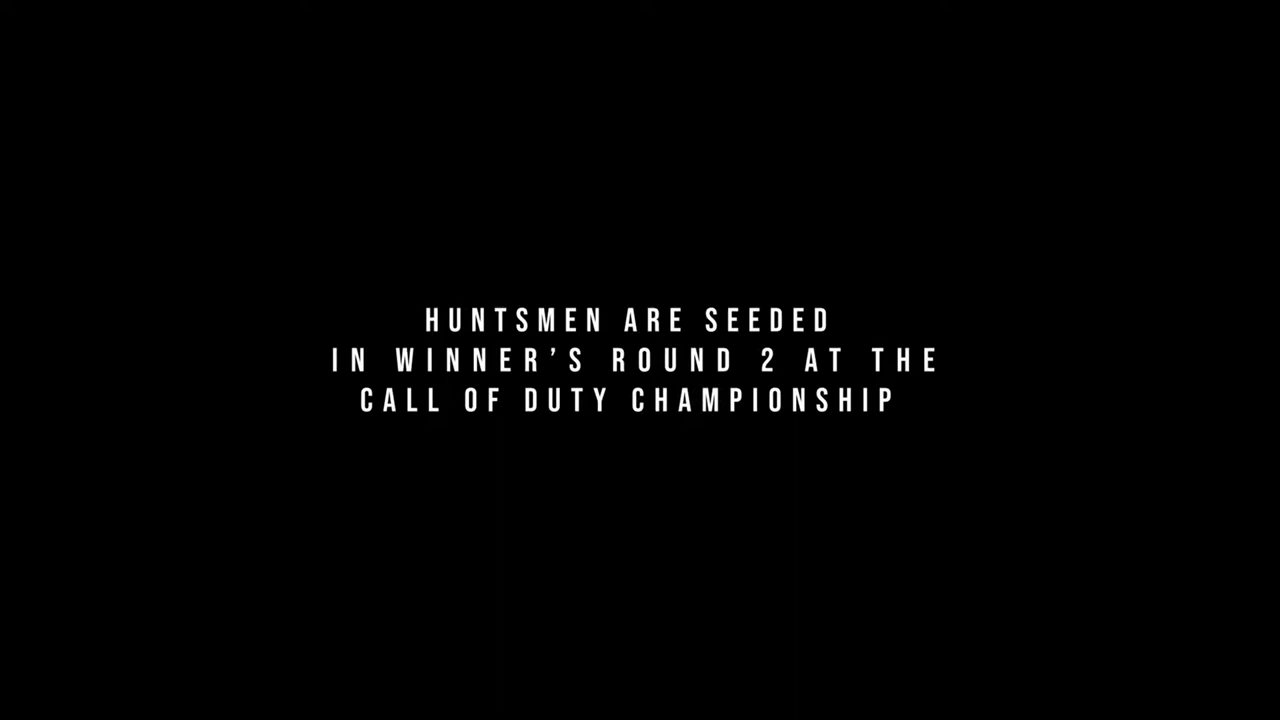 HUNTSMEN ARE SEEDED
IN WINNER’S ROUND 2 AT THE
CALL OF DUTY CHAMPIONSHIP